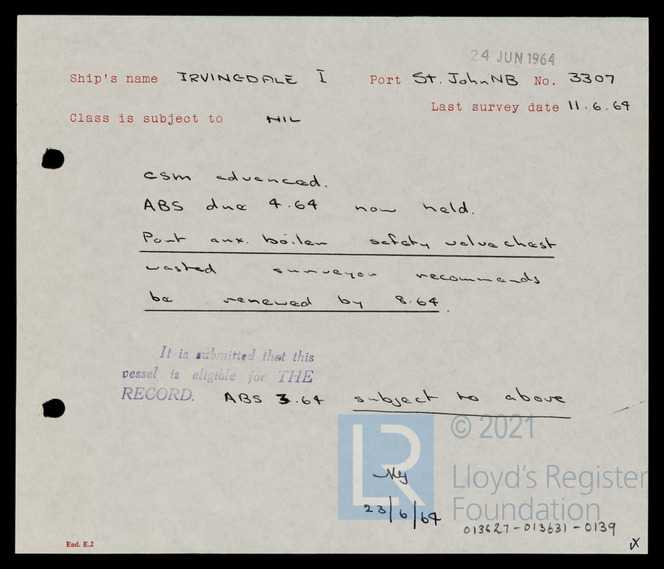 24 JUN 1964
Ship's name IRVINGDALE I Port St. John NB No. 3307
Last survey date 11.6.64
Class is subject to NIL
CSM advanced.
ABS due 4.64 now held.
Port aux. boiler safety valve chest
wasted surveyor recommends
be renewed by 8.64.
It is submitted that this
vessel is eligible for THE
RECORD. ABS 3.64 subject to above
23/6/64
© 2021
LR
Lloyd's Register
Foundation
013627-013631-0139
End. E.2